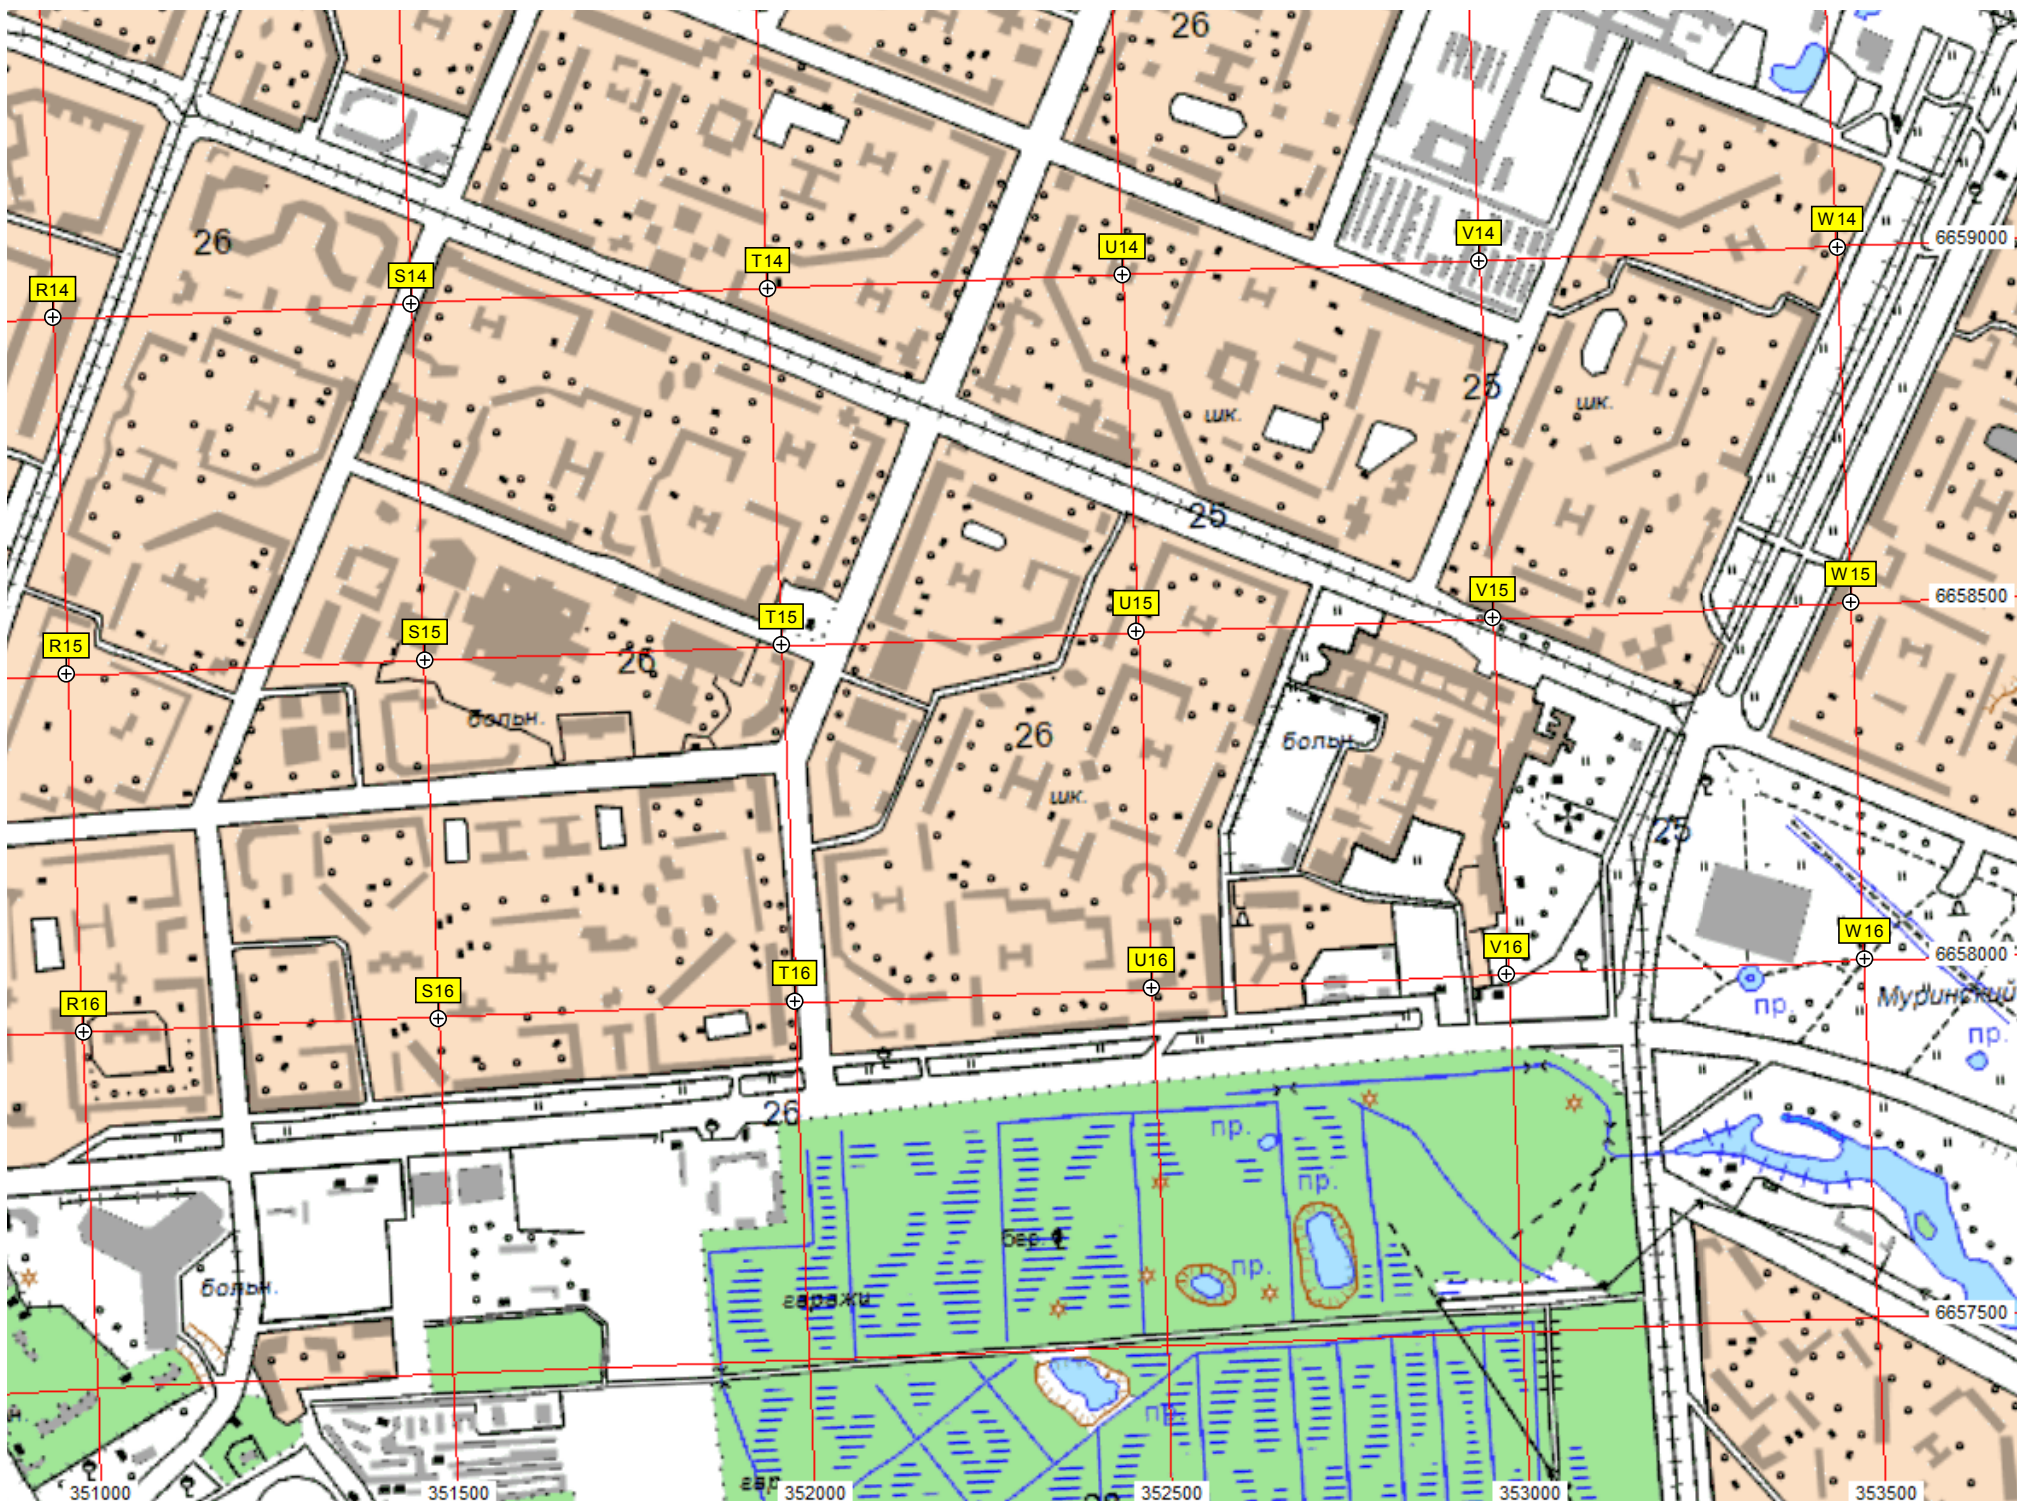 26
26
W14
6659000
V14
U14
T14
S14
R14
25
шк.
шк.
25
W15
6658500
V15
U15
T15
S15
R15
26
больн.
26
больн.
шк.
25
W16
6658000
V16
U16
T16
S16
R16
Муринский
пр.
пр.
26
пр.
пр.
бер.
пр.
больн.
гаражи
6657500
пр.
гар
351000
351500
352000
352500
353000
353500